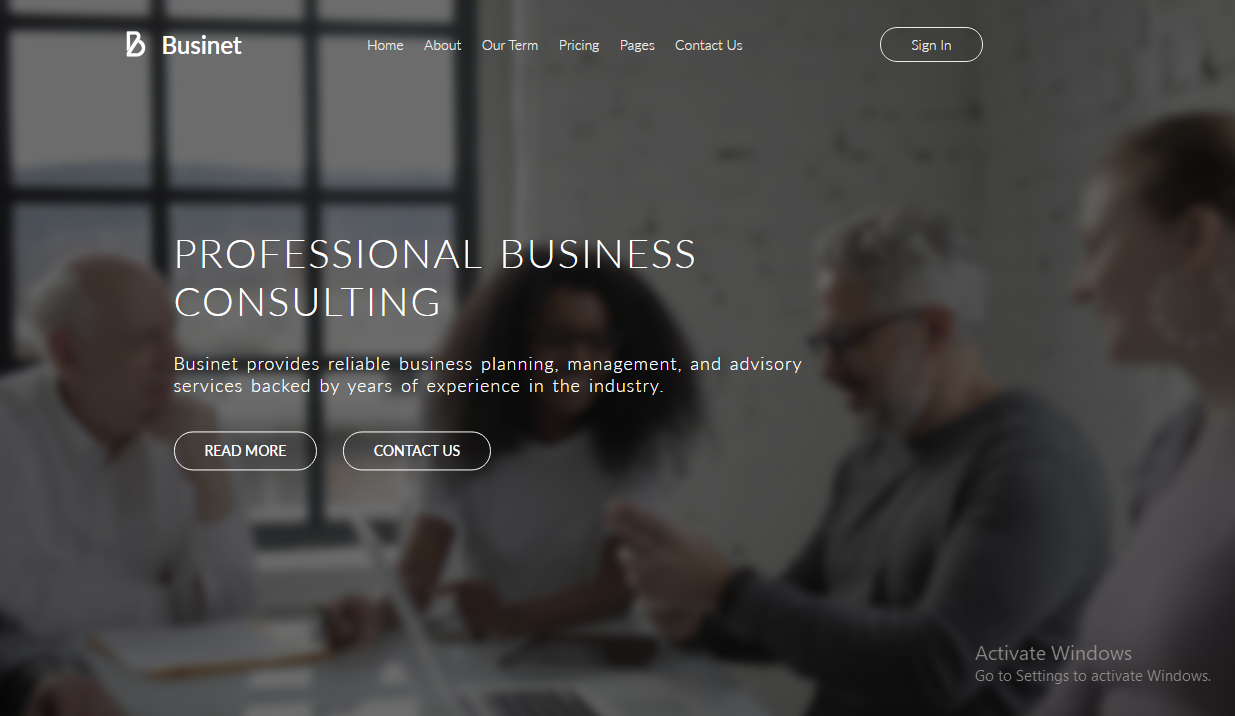 Businet
Home About Our Term Pricing Pages Contact Us
Sign In
PROFESSIONAL BUSINESS
CONSULTING
Businet provides reliable business planning, management, and advisory
services backed by years of experience in the industry.
READ MORE CONTACT US
Activate Windows
Go to Settings to activate Windows.